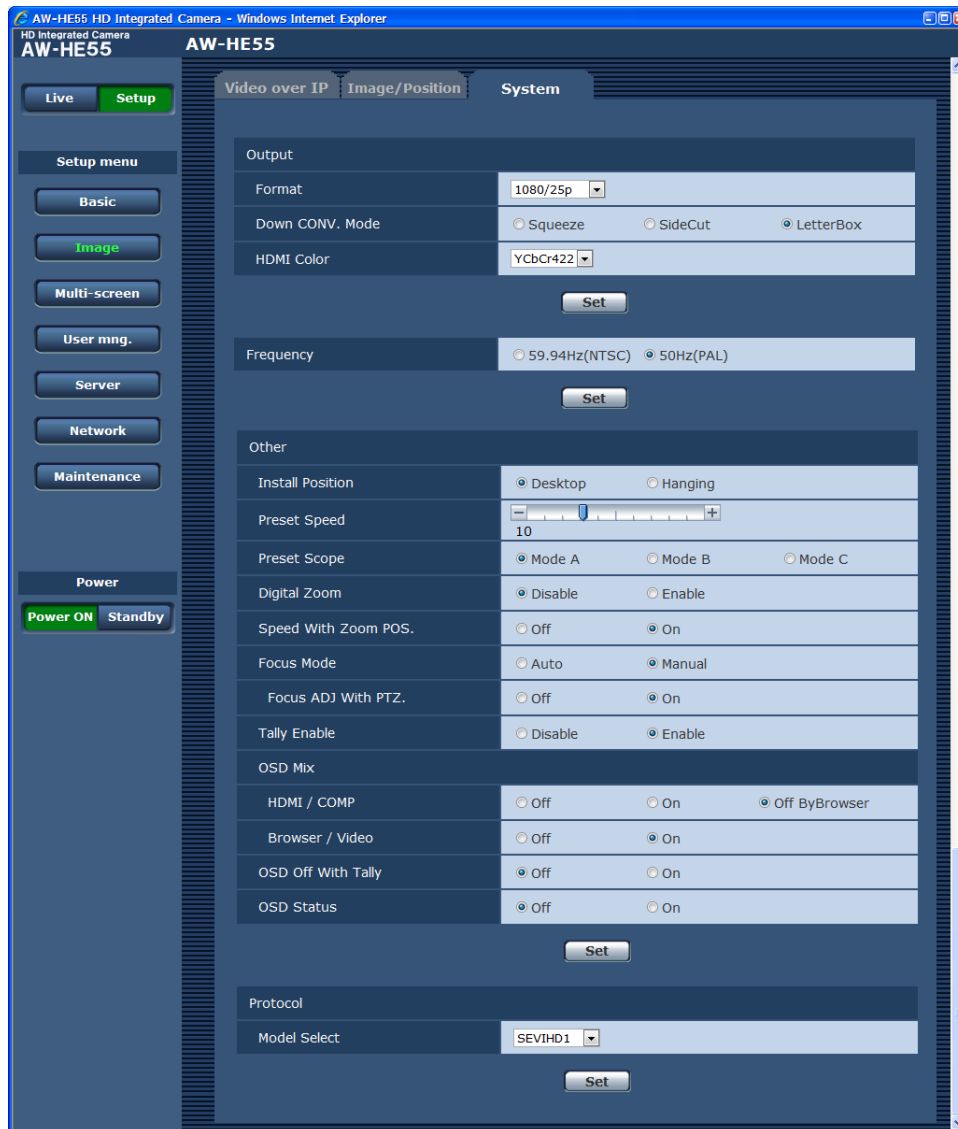 AW-HE55 HD Integrated Camera - Windows Internet Explorer
HD Integrated Camera
AW-HE55
AW-HE55
Live Setup
Video over IP Image/Position System
Setup menu
Basic
Image
Multi-screen
User mng.
Server
Network
Maintenance
Power
Power ON Standby
Output
Format 1080/25p
Down CONV. Mode Squeeze SideCut LetterBox
HDMI Color YCbCr422
Set
Frequency 59.94Hz(NTSC) 50Hz(PAL)
Set
Other
Install Position Desktop Hanging
Preset Speed
10
Preset Scope Mode A Mode B Mode C
Digital Zoom Disable Enable
Speed With Zoom POS. Off On
Focus Mode Auto Manual
Focus ADJ With PTZ. Off On
Tally Enable Disable Enable
OSD Mix
HDMI / COMP Off On Off ByBrowser
Browser / Video Off On
OSD Off With Tally Off On
OSD Status Off On
Set
Protocol
Model Select SEVIHD1
Set